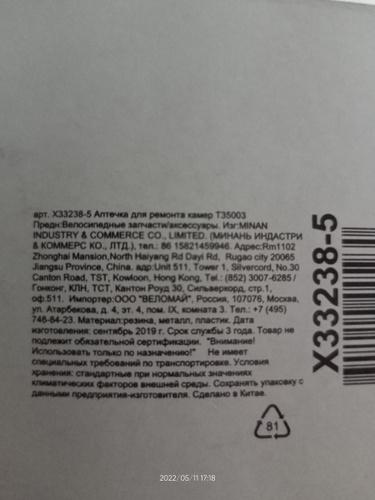 арт. X33238-5 Аптечка для ремонта камер T35003
Предн:Велосипедные запчасти/аксессуары. Изг:MINAN
INDUSTRY & COMMERCE CO., LIMITED. (МИНАНЬ ИНДАСТРИ
& КОММЕРС КО., ЛТД.), тел.: 86 15821459946. Адрес:Rm1102
Zhonghai Mansion,North Haiyang Rd Dayi Rd, Rugao city 20065
Jiangsu Province, China. адр:Unit 511, Tower 1, Silvercord, No.30
Canton Road, TST, Kowloon, Hong Kong, Tel.: (852) 3007-6285 /
Гонконг, КЛН, ТСТ, Кантон Роуд 30, Сильверкорд, стр.1,
оф.511. Импортер:ООО "ВЕЛОМАЙ", Россия, 107076, Москва,
ул. Атарбекова, д.4, эт. 4, пом. IX, комната 3. Тел.: +7 (495)
748-84-23. Материал:резина, металл, пластик. Дата
изготовления: сентябрь 2019 г. Срок службы 3 года. Товар не
подлежит обязательной сертификации. "Внимание!
Использовать только по назначению!" Не имеет
специальных требований по транспортировке. Условия
хранения: стандартные при нормальных значениях
климатических факторов внешней среды. Сохранять упаковку с
данными предприятия-изготовителя. Сделано в Китае.
X33238-5
81
2022/05/11 17:18